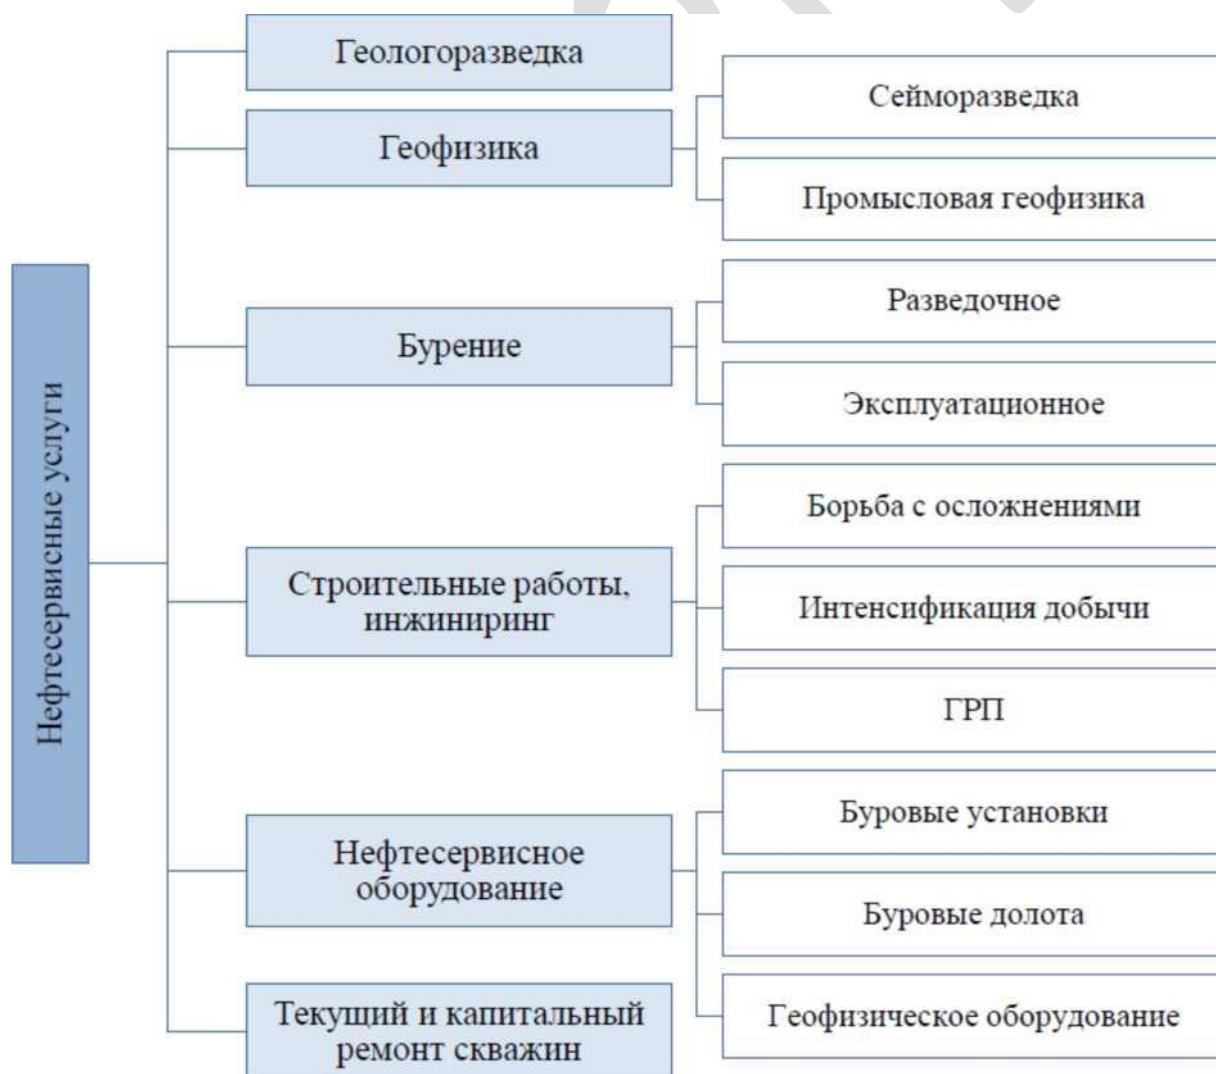 Нефтесервисные услуги
Геологоразведка
Геофизика
Сейморазведка
Промысловая геофизика
Бурение
Разведочное
Эксплуатационное
Строительные работы,
инжиниринг
Борьба с осложнениями
Интенсификация добычи
ГРП
Нефтесервисное
оборудование
Буровые установки
Буровые долота
Геофизическое оборудование
Текущий и капитальный
ремонт скважин